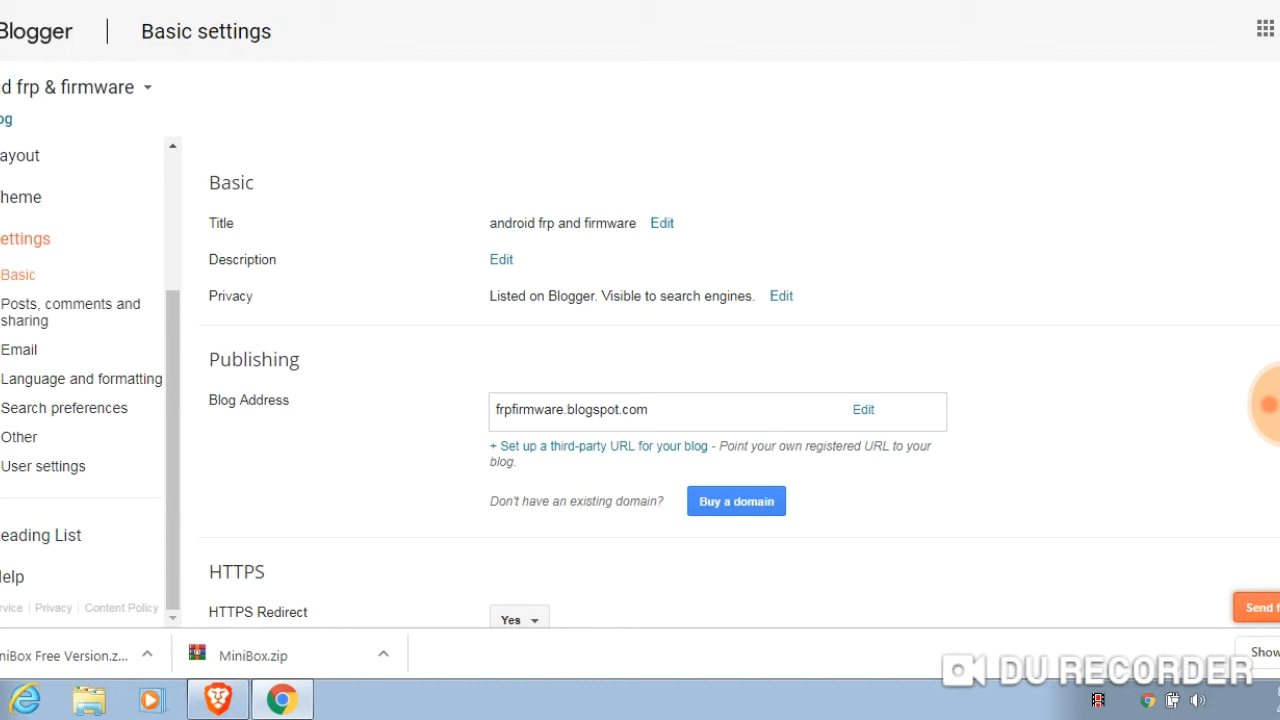 Blogger
Basic settings
d frp & firmware
og
ayout
heme
ettings
Basic
Posts, comments and
sharing
Email
Language and formatting
Search preferences
Other
User settings
eading List
elp
rvice | Privacy | Content Policy
Basic
Title
android frp and firmware Edit
Description
Edit
Privacy
Listed on Blogger. Visible to search engines. Edit
Publishing
Blog Address
frpfirmware.blogspot.com Edit
+ Set up a third-party URL for your blog - Point your own registered URL to your
blog.
Don't have an existing domain? Buy a domain
HTTPS
HTTPS Redirect
Yes
Send f
niBox Free Version.z...
MiniBox.zip
Show
DU RECORDER